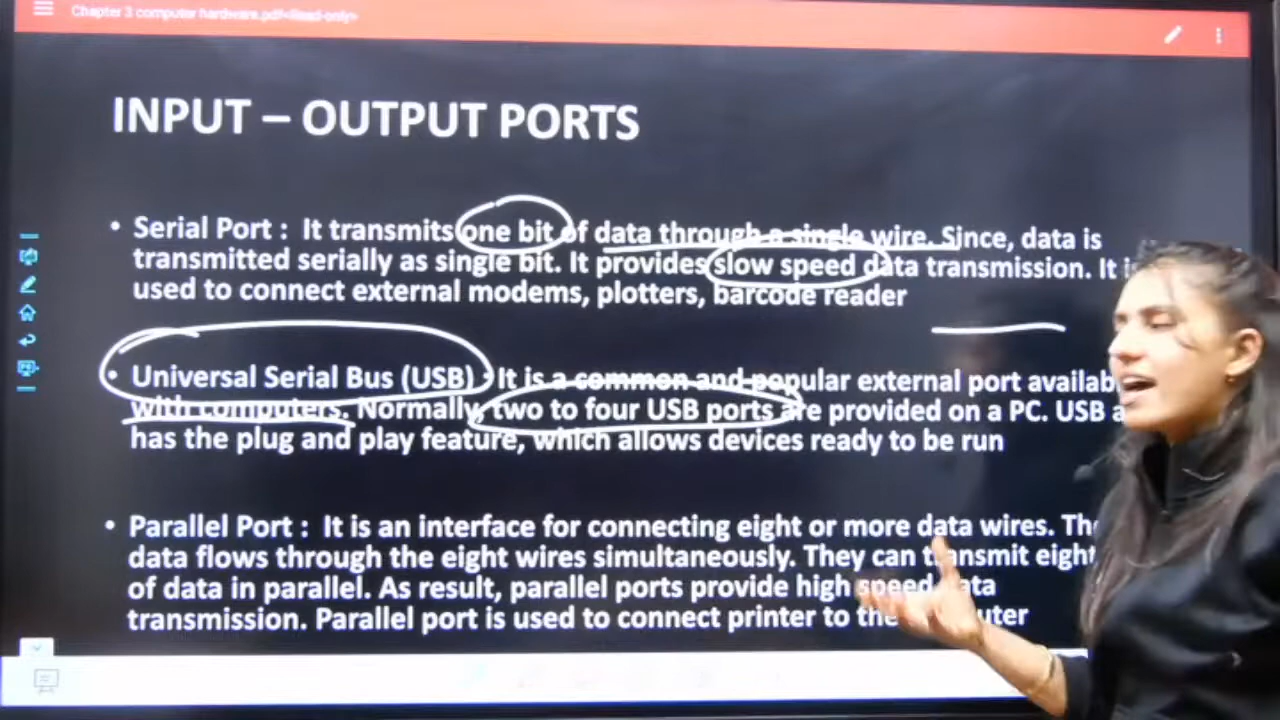 Chapter 3 computer hardware.pdf<Read-only>
INPUT – OUTPUT PORTS
• Serial Port : It transmits one bit of data through a single wire. Since, data is
transmitted serially as single bit. It provides slow speed data transmission. It
used to connect external modems, plotters, barcode reader
• Universal Serial Bus (USB) : It is a common and popular external port availab
with computers. Normally, two to four USB ports are provided on a PC. USB a
has the plug and play feature, which allows devices ready to be run
• Parallel Port : It is an interface for connecting eight or more data wires. The
data flows through the eight wires simultaneously. They can transmit eight
of data in parallel. As result, parallel ports provide high speed data
transmission. Parallel port is used to connect printer to the